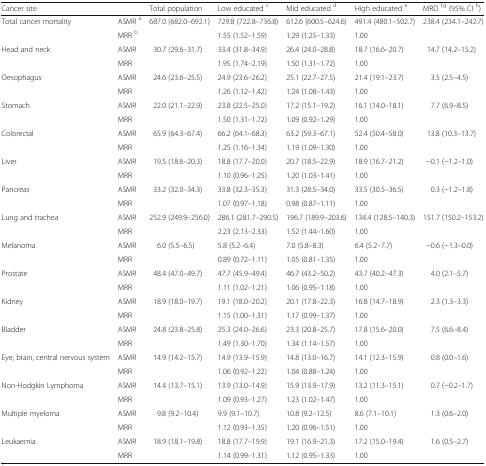 Cancer site Total population Low educated c Mid educated d High educated e MRD f,g (95% CI h)
Total cancer mortality ASMR a 687.0 (682.0–692.1) 729.8 (722.8–736.8) 612.6 (600.5–624.6) 491.4 (480.1–502.7) 238.4 (234.1–242.7)
MRR b 1.55 (1.52–1.59) 1.29 (1.25–1.33) 1.00
Head and neck ASMR 30.7 (29.6–31.7) 33.4 (31.8–34.9) 26.4 (24.0–28.8) 18.7 (16.6–20.7) 14.7 (14.2–15.2)
MRR 1.95 (1.74–2.19) 1.50 (1.31–1.72) 1.00
Oesophagus ASMR 24.6 (23.6–25.5) 24.9 (23.6–26.2) 25.1 (22.7–27.5) 21.4 (19.1–23.7) 3.5 (2.5–4.5)
MRR 1.26 (1.12–1.42) 1.24 (1.08–1.43) 1.00
Stomach ASMR 22.0 (21.1–22.9) 23.8 (22.5–25.0) 17.2 (15.1–19.2) 16.1 (14.0–18.1) 7.7 (6.9–8.5)
MRR 1.50 (1.31–1.72) 1.09 (0.92–1.29) 1.00
Colorectal ASMR 65.9 (64.3–67.4) 66.2 (64.1–68.3) 63.2 (59.3–67.1) 52.4 (50.4–58.0) 13.8 (10.3–13.7)
MRR 1.25 (1.16–1.34) 1.19 (1.09–1.30) 1.00
Liver ASMR 19.5 (18.6–20.3) 18.8 (17.7–20.0) 20.7 (18.5–22.9) 18.9 (16.7–21.2) −0.1 (−1.2–1.0)
MRR 1.10 (0.96–1.25) 1.20 (1.03–1.41) 1.00
Pancreas ASMR 33.2 (32.0–34.3) 33.8 (32.3–35.3) 31.3 (28.5–34.0) 33.5 (30.5–36.5) 0.3 (−1.2–1.8)
MRR 1.07 (0.97–1.18) 0.98 (0.87–1.11) 1.00
Lung and trachea ASMR 252.9 (249.9–256.0) 286.1 (281.7–290.5) 196.7 (189.9–203.6) 134.4 (128.5–140.3) 151.7 (150.2–153.2)
MRR 2.23 (2.13–2.33) 1.52 (1.44–1.60) 1.00
Melanoma ASMR 6.0 (5.5–6.5) 5.8 (5.2–6.4) 7.0 (5.8–8.3) 6.4 (5.2–7.7) −0.6 (−1.3–0.0)
MRR 0.89 (0.72–1.11) 1.05 (0.81–1.35) 1.00
Prostate ASMR 48.4 (47.0–49.7) 47.7 (45.9–49.4) 46.7 (43.2–50.2) 43.7 (40.2–47.3) 4.0 (2.1–5.7)
MRR 1.11 (1.02–1.21) 1.06 (0.95–1.18) 1.00
Kidney ASMR 18.9 (18.0–19.7) 19.1 (18.0–20.2) 20.1 (17.8–22.3) 16.8 (14.7–18.9) 2.3 (1.3–3.3)
MRR 1.15 (1.00–1.31) 1.17 (0.99–1.37) 1.00
Bladder ASMR 24.8 (23.8–25.8) 25.3 (24.0–26.6) 23.3 (20.8–25.7) 17.8 (15.6–20.0) 7.5 (6.6–8.4)
MRR 1.49 (1.30–1.70) 1.34 (1.14–1.57) 1.00
Eye, brain, central nervous system ASMR 14.9 (14.2–15.7) 14.9 (13.9–15.9) 14.8 (13.0–16.7) 14.1 (12.3–15.9) 0.8 (0.0–1.6)
MRR 1.06 (0.92–1.22) 1.04 (0.88–1.24) 1.00
Non-Hodgkin Lymphoma ASMR 14.4 (13.7–15.1) 13.9 (13.0–14.9) 15.9 (13.9–17.9) 13.2 (11.3–15.1) 0.7 (−0.2–1.7)
MRR 1.09 (0.93–1.27) 1.23 (1.02–1.47) 1.00
Multiple myeloma ASMR 9.8 (9.2–10.4) 9.9 (9.1–10.7) 10.8 (9.2–12.5) 8.6 (7.1–10.1) 1.3 (0.6–2.0)
MRR 1.12 (0.93–1.35) 1.20 (0.96–1.51) 1.00
Leukaemia ASMR 18.9 (18.1–19.8) 18.8 (17.7–19.9) 19.1 (16.9–21.3) 17.2 (15.0–19.4) 1.6 (0.5–2.7)
MRR 1.14 (0.99–1.31) 1.12 (0.95–1.33) 1.00